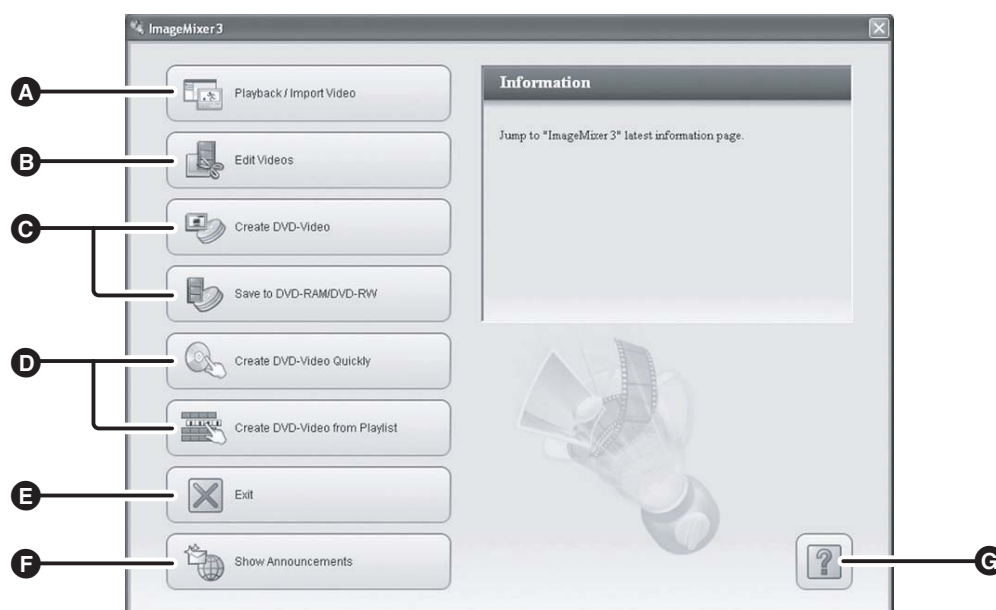 ImageMixer3
A
Playback / Import Video
Information
Jump to "ImageMixer 3" latest information page.
B
Edit Videos
C
Create DVD-Video
Save to DVD-RAM/DVD-RW
D
Create DVD-Video Quickly
Create DVD-Video from Playlist
E
Exit
F
Show Announcements
?
G